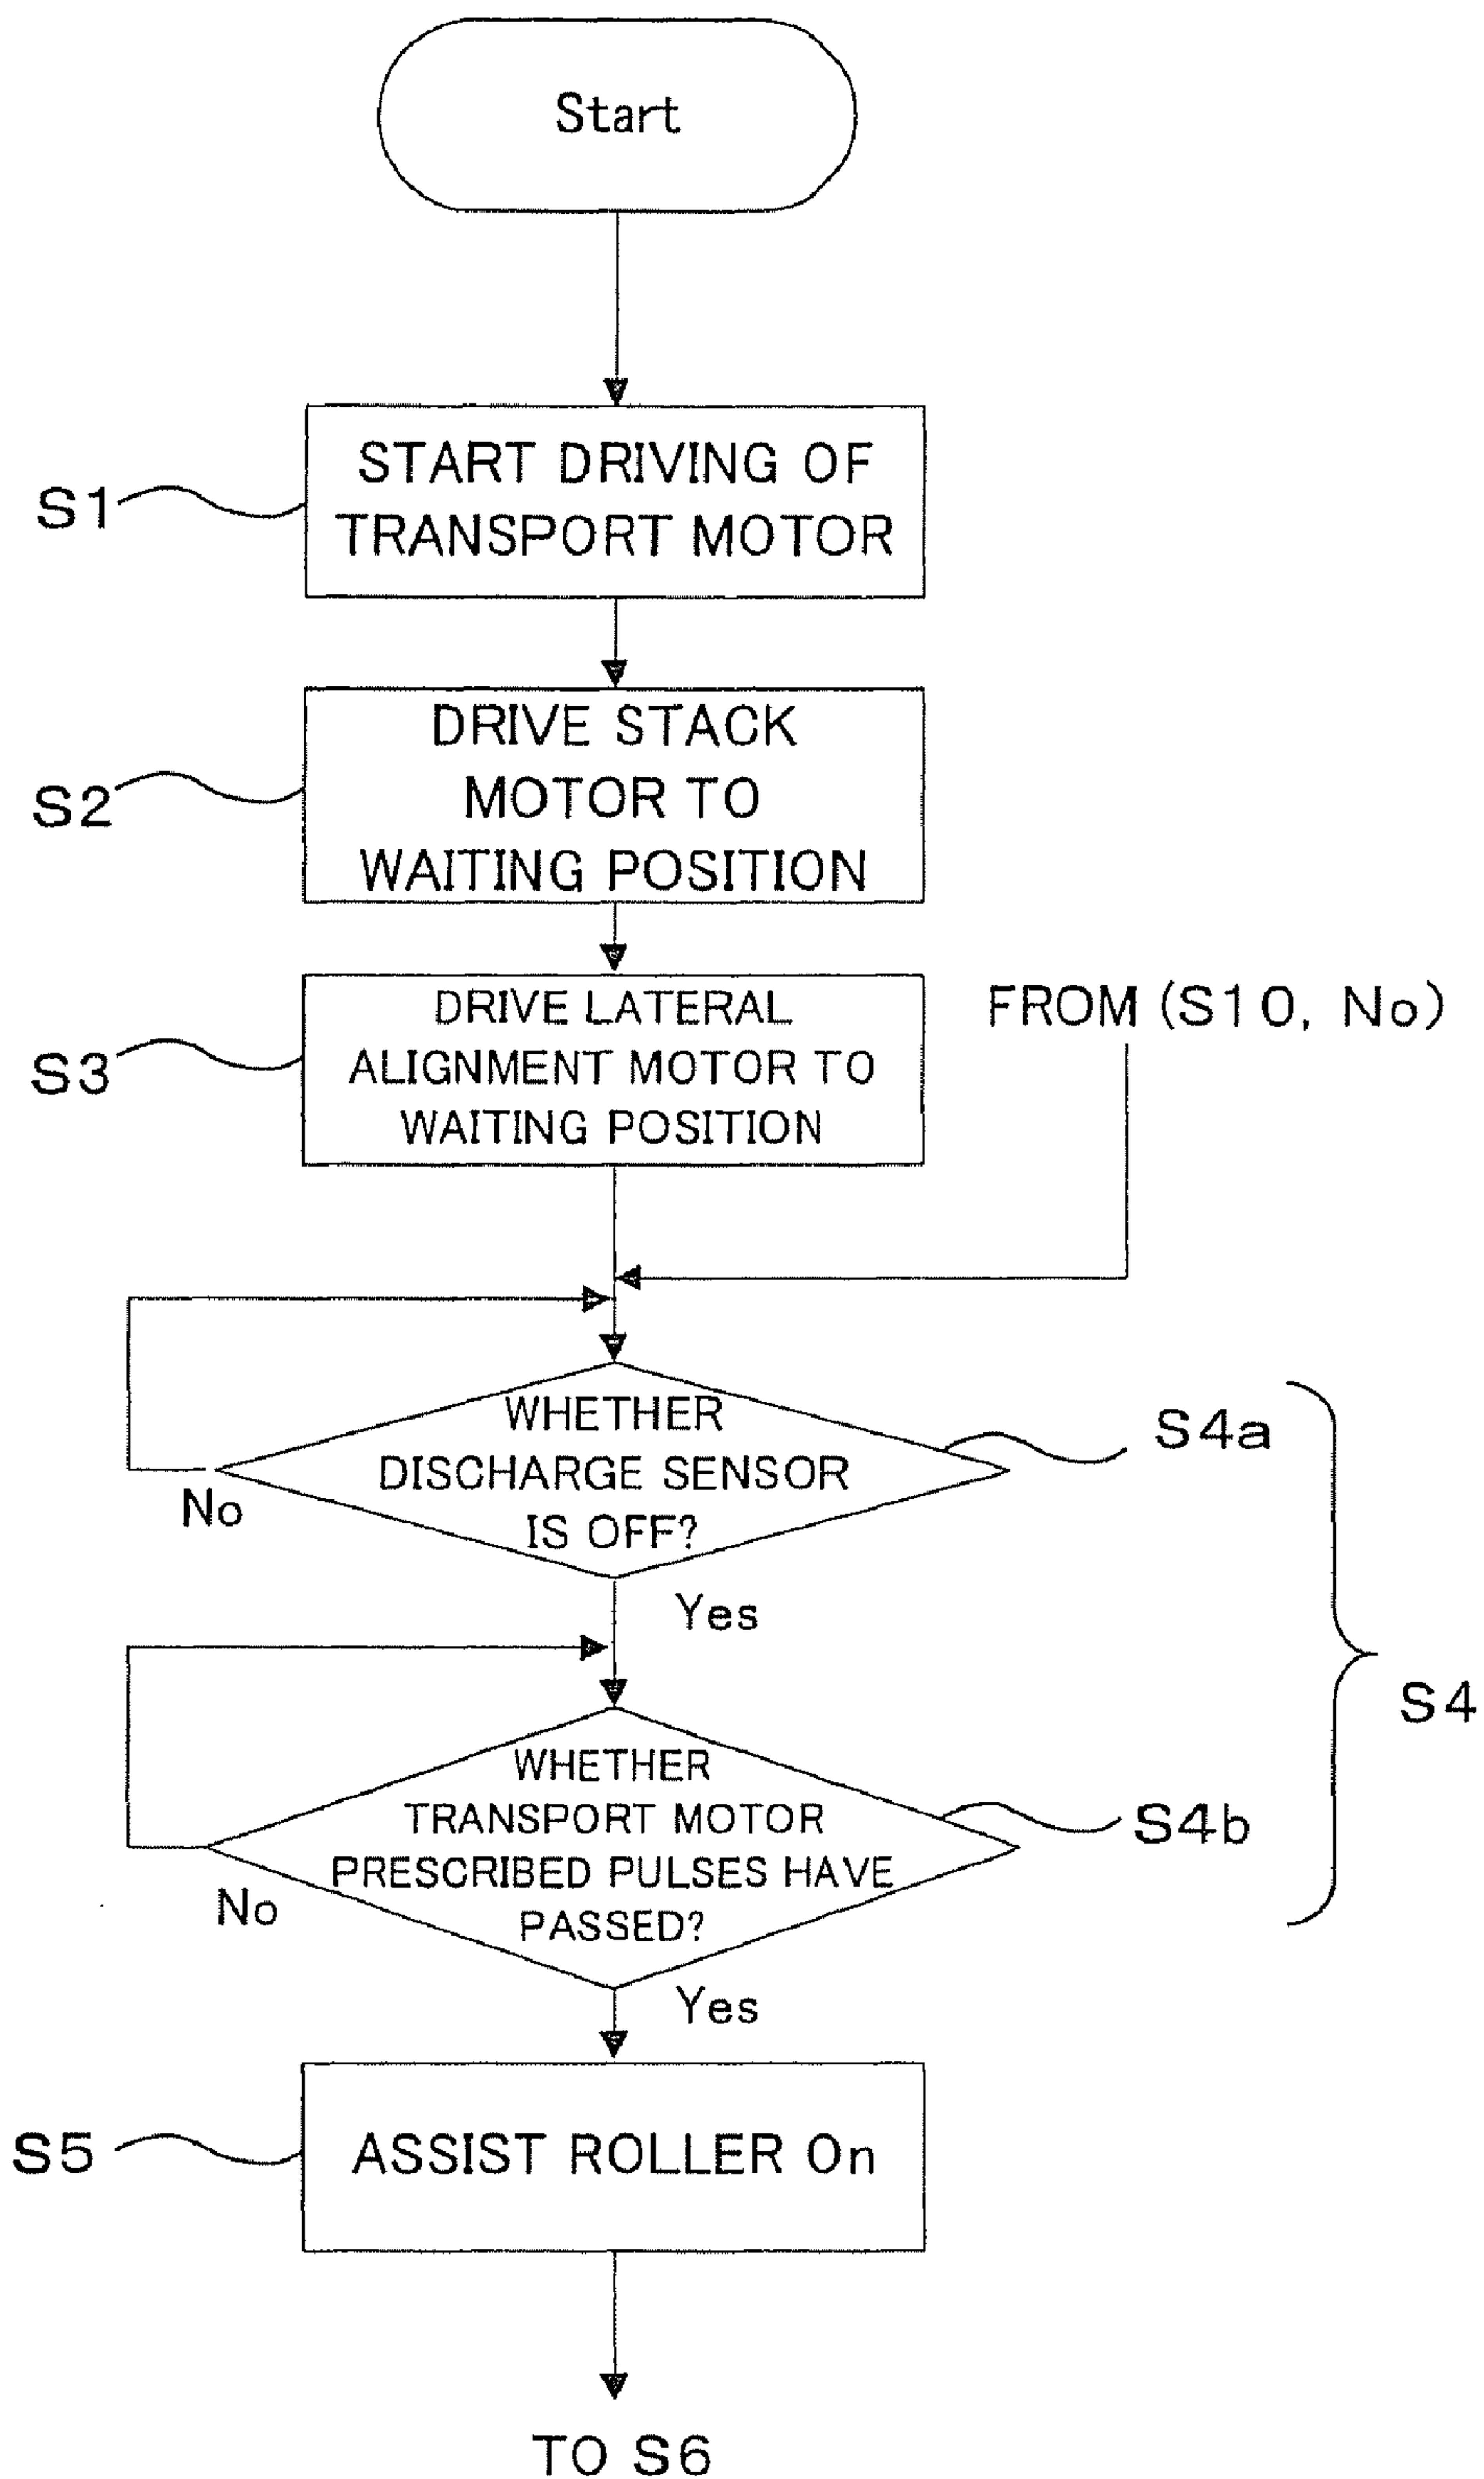 Start
S1
START DRIVING OF
TRANSPORT MOTOR
S2
DRIVE STACK
MOTOR TO
WAITING POSITION
S3
DRIVE LATERAL
ALIGNMENT MOTOR TO
WAITING POSITION
FROM (S10, No)
WHETHER
DISCHARGE SENSOR
IS OFF?
S4a
No
Yes
S4
WHETHER
TRANSPORT MOTOR
PRESCRIBED PULSES HAVE
PASSED?
S4b
No
Yes
S5
ASSIST ROLLER On
TO S6